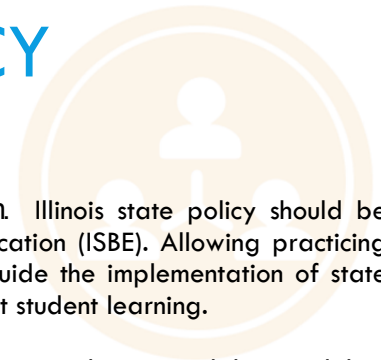 CY
Illinois state policy should be
cation (ISBE). Allowing practicing
uide the implementation of state
t student learning.